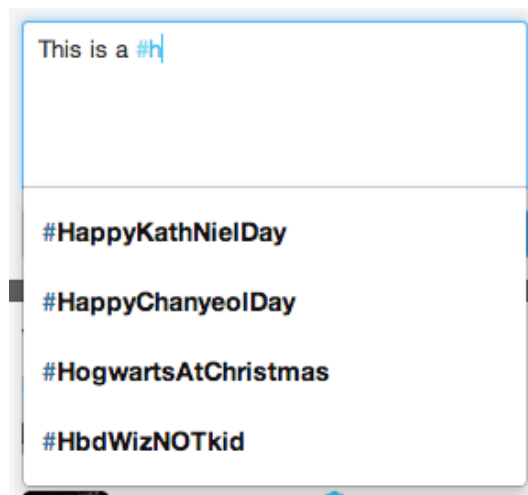 This is a #h
#HappyKathNielDay
#HappyChanyeolDay
#HogwartsAtChristmas
#HbdWizNOTkid